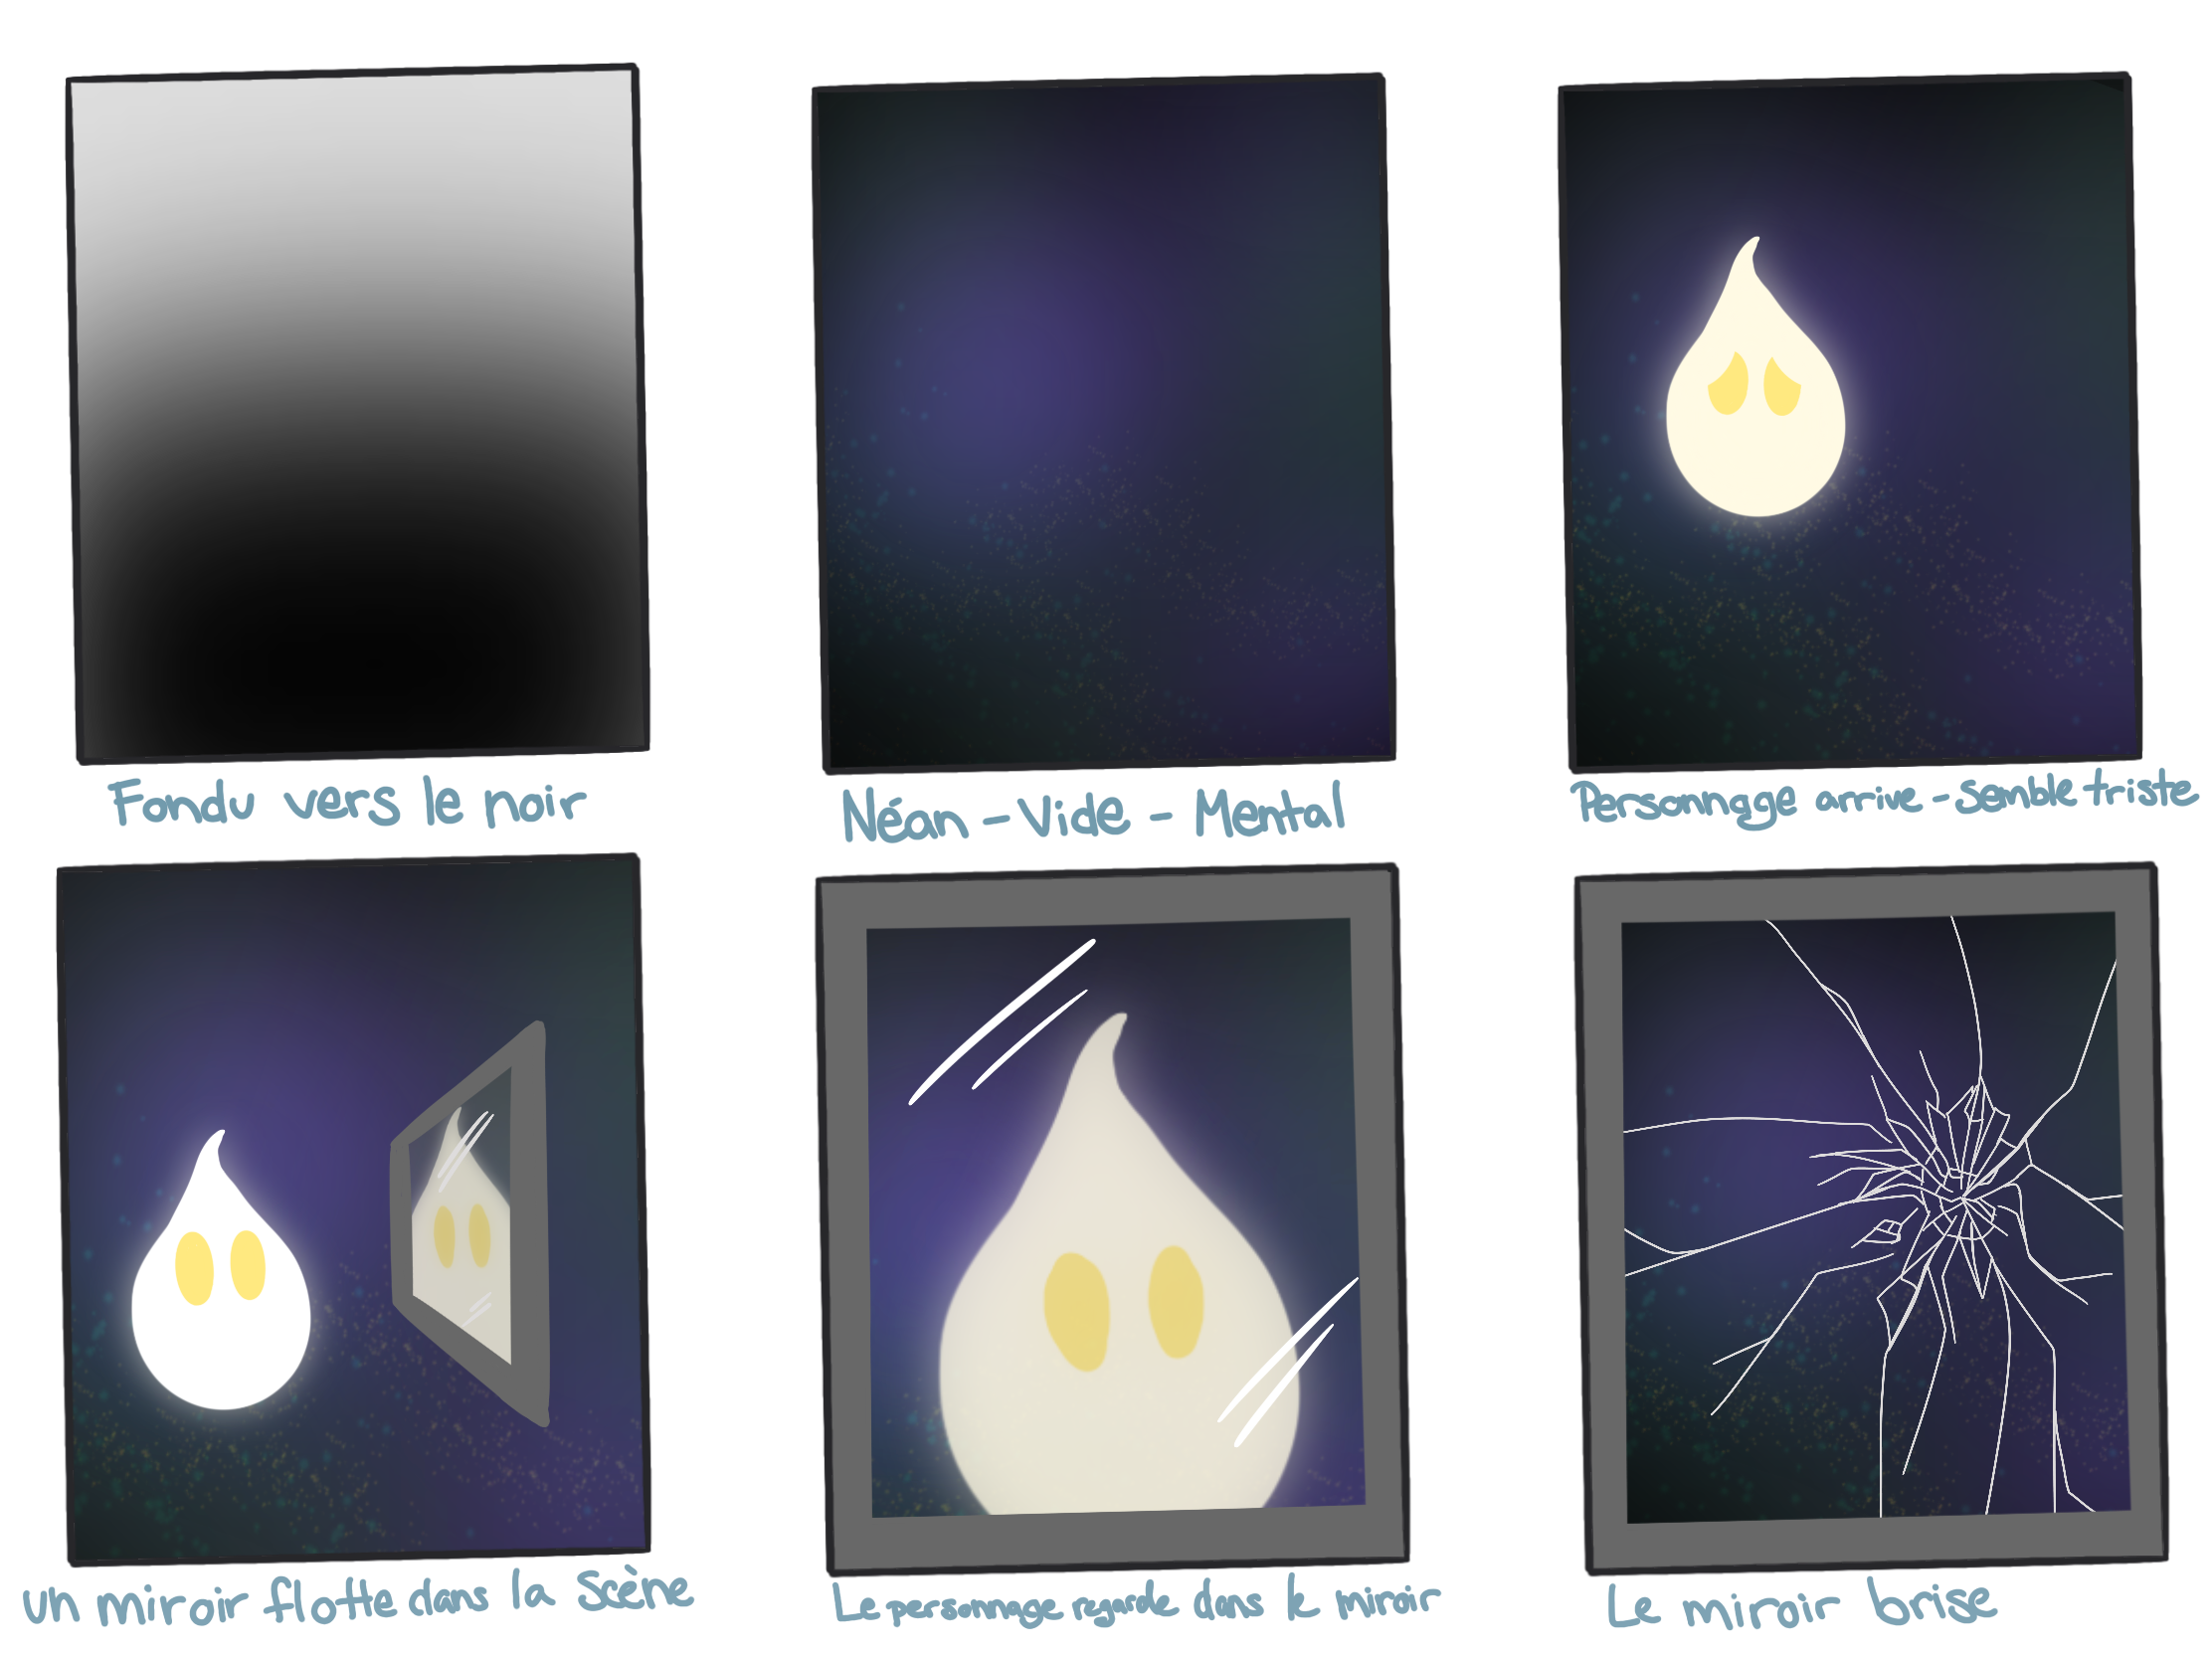 Fondu vers le noir
Néan - Vide - Mental
Personnage arrive - semble triste
un miroir flotte dans la scène
Le personnage regarde dans le miroir
Le miroir brise